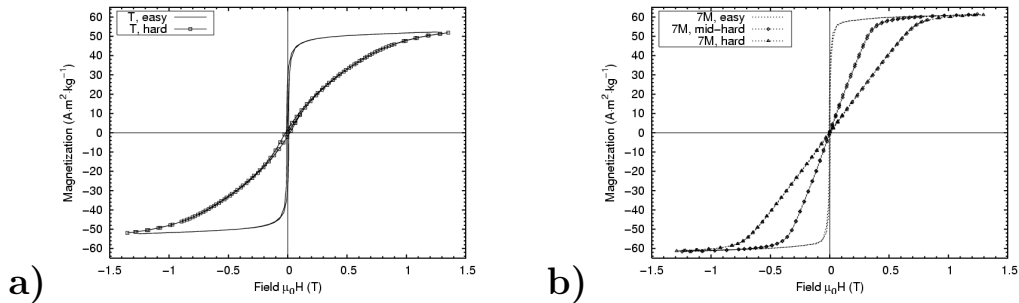 T, easy
T, hard
Magnetization (A·m²·kg⁻¹)
60
50
40
30
20
10
0
−10
−20
−30
−40
−50
−60
−1.5 −1 −0.5 0 0.5 1 1.5
Field μ₀H (T)
a)
7M, easy
7M, mid-hard
7M, hard
Magnetization (A·m²·kg⁻¹)
60
50
40
30
20
10
0
−10
−20
−30
−40
−50
−60
−1.5 −1 −0.5 0 0.5 1 1.5
Field μ₀H (T)
b)